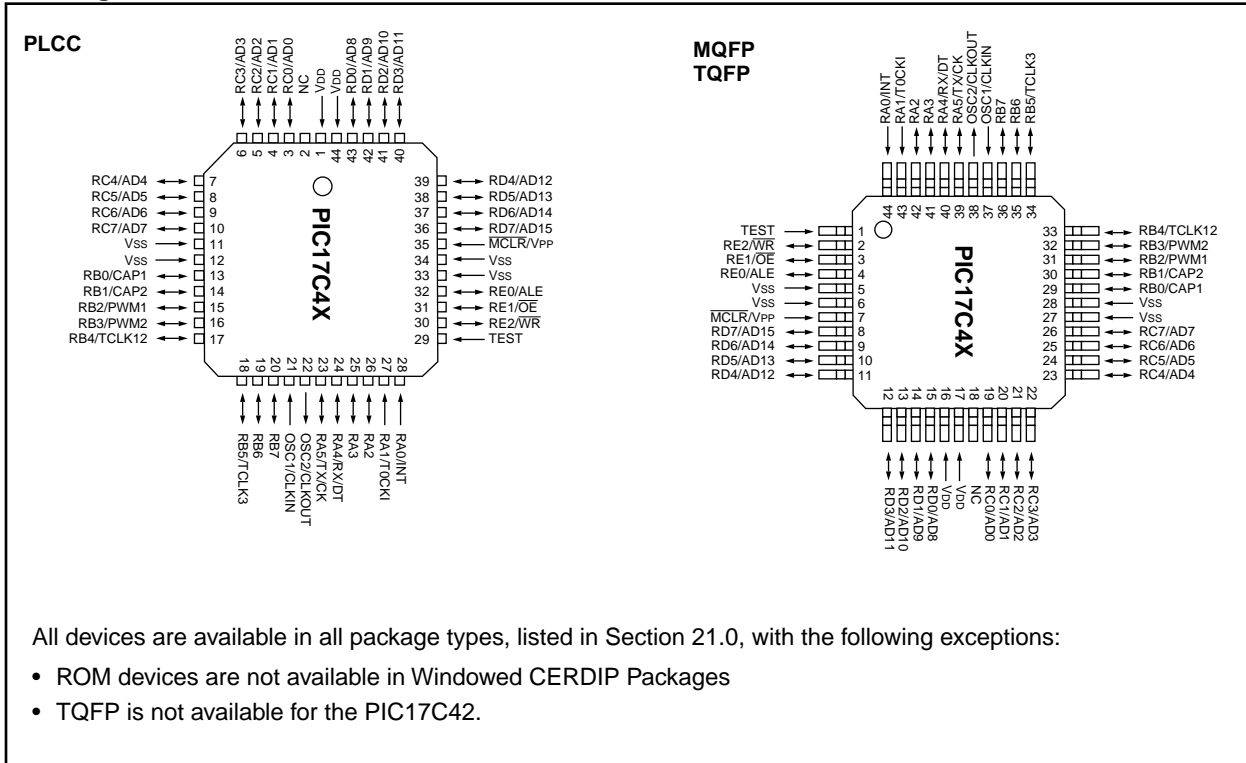 PLCC
RC3/AD3
RC2/AD2
RC1/AD1
RC0/AD0
NC
VDD
VDD
RD0/AD8
RD1/AD9
RD2/AD10
RD3/AD11
6
5
4
3
2
1
44
43
42
41
40
RC4/AD4 7
RC5/AD5 8
RC6/AD6 9
RC7/AD7 10
VSS 11
VSS 12
RB0/CAP1 13
RB1/CAP2 14
RB2/PWM1 15
RB3/PWM2 16
RB4/TCLK12 17
PIC17C4X
39 RD4/AD12
38 RD5/AD13
37 RD6/AD14
36 RD7/AD15
35 MCLR/VPP
34 VSS
33 VSS
32 RE0/ALE
31 RE1/OE
30 RE2/WR
29 TEST
18
19
20
21
22
23
24
25
26
27
28
RB5/TCLK3
RB6
RB7
OSC1/CLKIN
OSC2/CLKOUT
RA5/TX/CK
RA4/RX/DT
RA3
RA2
RA1/T0CKI
RA0/INT
MQFP
TQFP
RA0/INT
RA1/T0CKI
RA2
RA3
RA4/RX/DT
RA5/TX/CK
OSC2/CLKOUT
OSC1/CLKIN
RB7
RB6
RB5/TCLK3
44
43
42
41
40
39
38
37
36
35
34
TEST 1
RE2/WR 2
RE1/OE 3
RE0/ALE 4
VSS 5
VSS 6
MCLR/VPP 7
RD7/AD15 8
RD6/AD14 9
RD5/AD13 10
RD4/AD12 11
PIC17C4X
33 RB4/TCLK12
32 RB3/PWM2
31 RB2/PWM1
30 RB1/CAP2
29 RB0/CAP1
28 VSS
27 VSS
26 RC7/AD7
25 RC6/AD6
24 RC5/AD5
23 RC4/AD4
12
13
14
15
16
17
18
19
20
21
22
RD3/AD11
RD2/AD10
RD1/AD9
RD0/AD8
VDD
VDD
NC
RC0/AD0
RC1/AD1
RC2/AD2
RC3/AD3
All devices are available in all package types, listed in Section 21.0, with the following exceptions:
• ROM devices are not available in Windowed CERDIP Packages
• TQFP is not available for the PIC17C42.